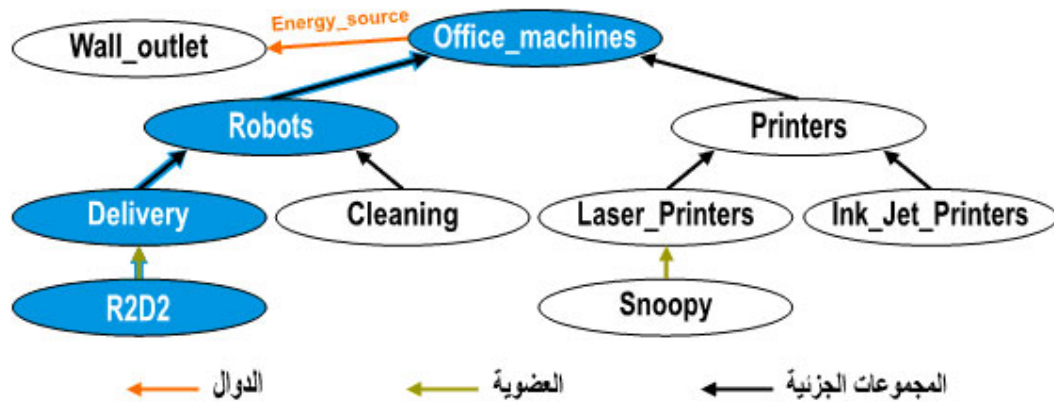 Energy_source
Wall_outlet
Office_machines
Robots
Printers
Delivery
Cleaning
Laser_Printers
Ink_Jet_Printers
R2D2
Snoopy
المجموعات الجزئية
العضوية
الدوال